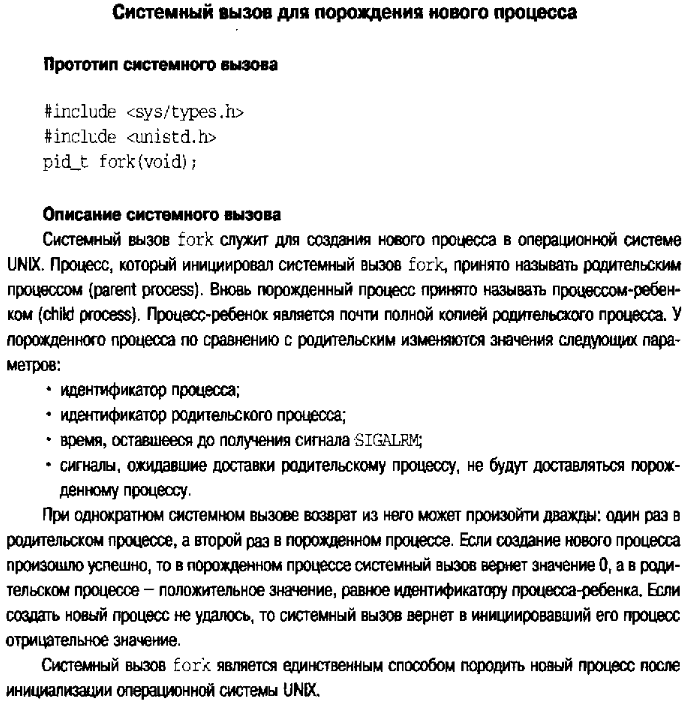 Системный вызов для порождения нового процесса
Прототип системного вызова
#include <sys/types.h>
#include <unistd.h>
pid_t fork(void);
Описание системного вызова
Системный вызов fork служит для создания нового процесса в операционной системе
UNIX. Процесс, который инициировал системный вызов fork, принято называть родительским
процессом (parent process). Вновь порожденный процесс принято называть процессом-ребен-
ком (child process). Процесс-ребенок является почти полной копией родительского процесса. У
порожденного процесса по сравнению с родительским изменяются значения следующих пара-
метров:
• идентификатор процесса;
• идентификатор родительского процесса;
• время, оставшееся до получения сигнала SIGALRM;
• сигналы, ожидавшие доставки родительскому процессу, не будут доставляться порож-
денному процессу.
При однократном системном вызове возврат из него может произойти дважды: один раз в
родительском процессе, а второй раз в порожденном процессе. Если создание нового процесса
произошло успешно, то в порожденном процессе системный вызов вернет значение 0, а в роди-
тельском процессе – положительное значение, равное идентификатору процесса-ребенка. Если
создать новый процесс не удалось, то системный вызов вернет в инициировавший его процесс
отрицательное значение.
Системный вызов fork является единственным способом породить новый процесс после
инициализации операционной системы UNIX.